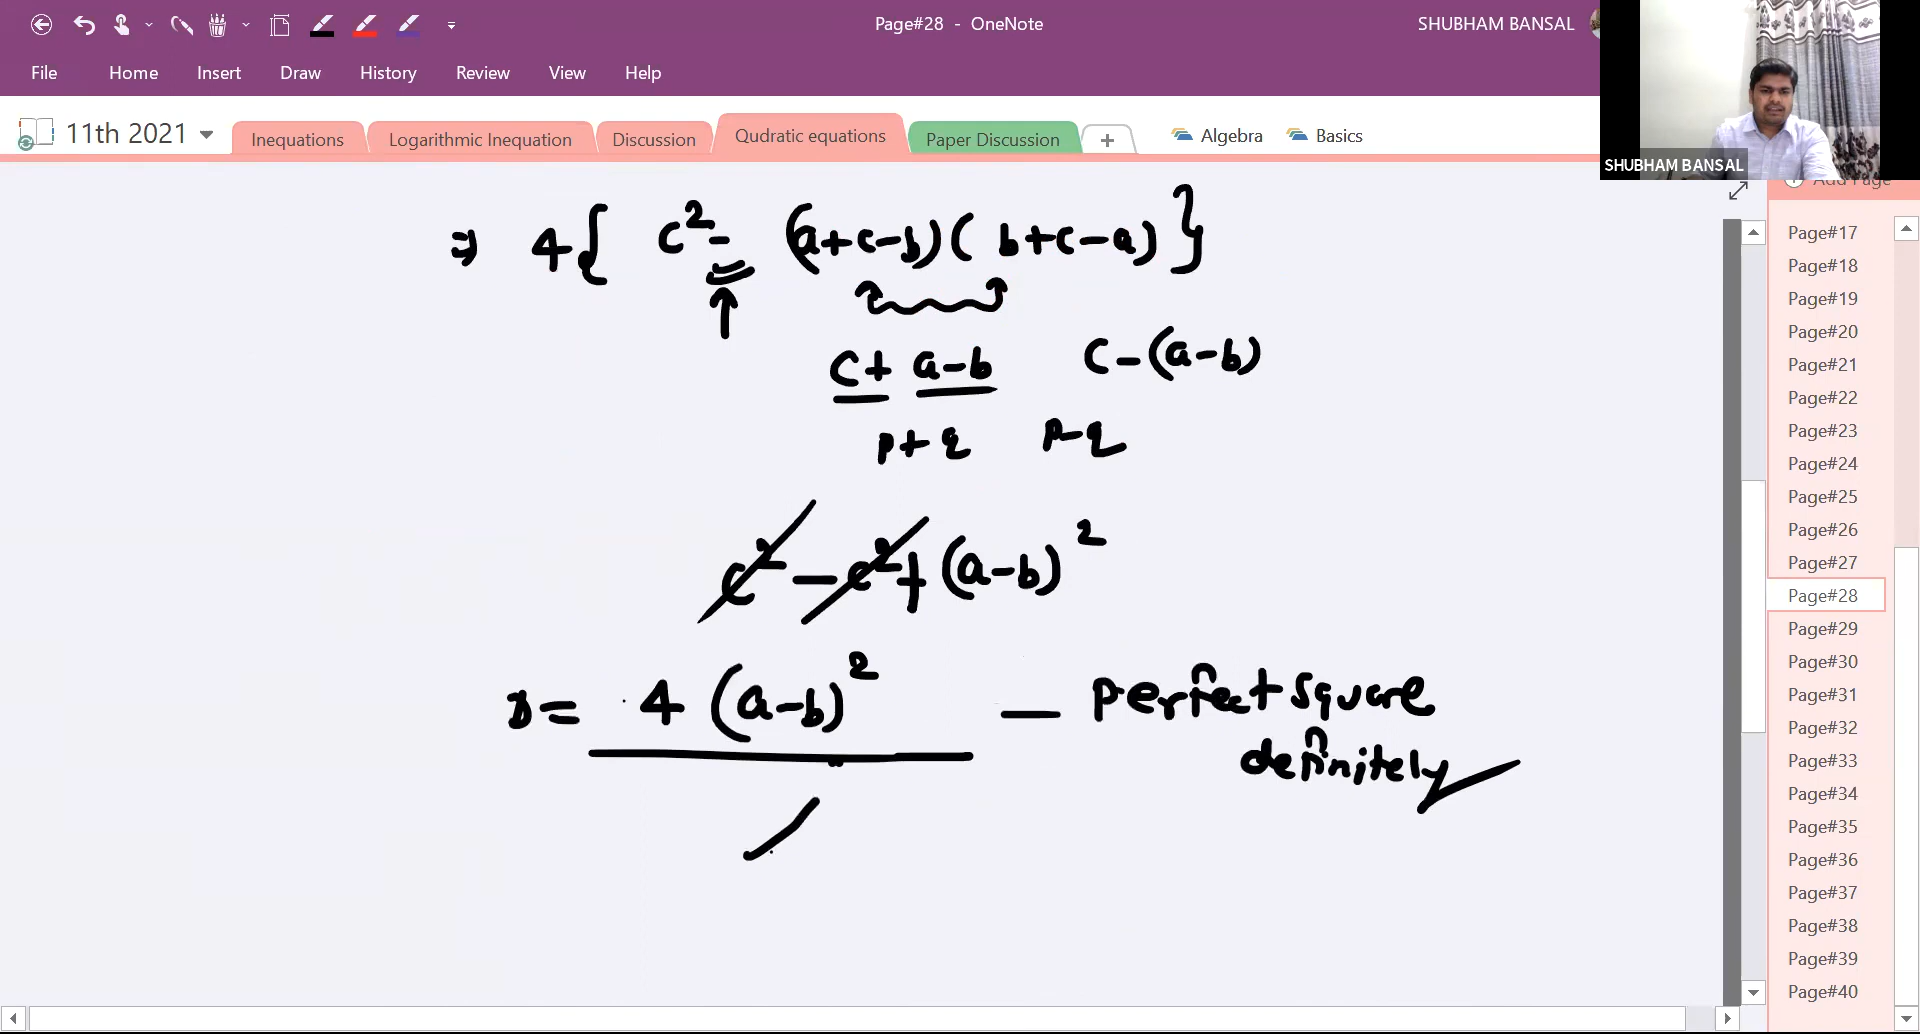 Page#28 - OneNote
SHUBHAM BANSAL
File Home Insert Draw History Review View Help
11th 2021
Inequations
Logarithmic Inequation
Discussion
Qudratic equations
Paper Discussion
+
Algebra
Basics
SHUBHAM BANSAL
Add Page
⇒ 4{ c² - (a+c-b)(b+c-a)}
c+ a-b c-(a-b)
p+q p-q
c² - c² + (a-b)²
D= 4 (a-b)² - perfect square
definitely
Page#17
Page#18
Page#19
Page#20
Page#21
Page#22
Page#23
Page#24
Page#25
Page#26
Page#27
Page#28
Page#29
Page#30
Page#31
Page#32
Page#33
Page#34
Page#35
Page#36
Page#37
Page#38
Page#39
Page#40